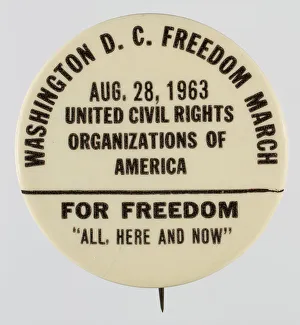 WASHINGTON D. C. FREEDOM MARCH
AUG. 28, 1963
UNITED CIVIL RIGHTS
ORGANIZATIONS OF
AMERICA
FOR FREEDOM
"ALL, HERE AND NOW"